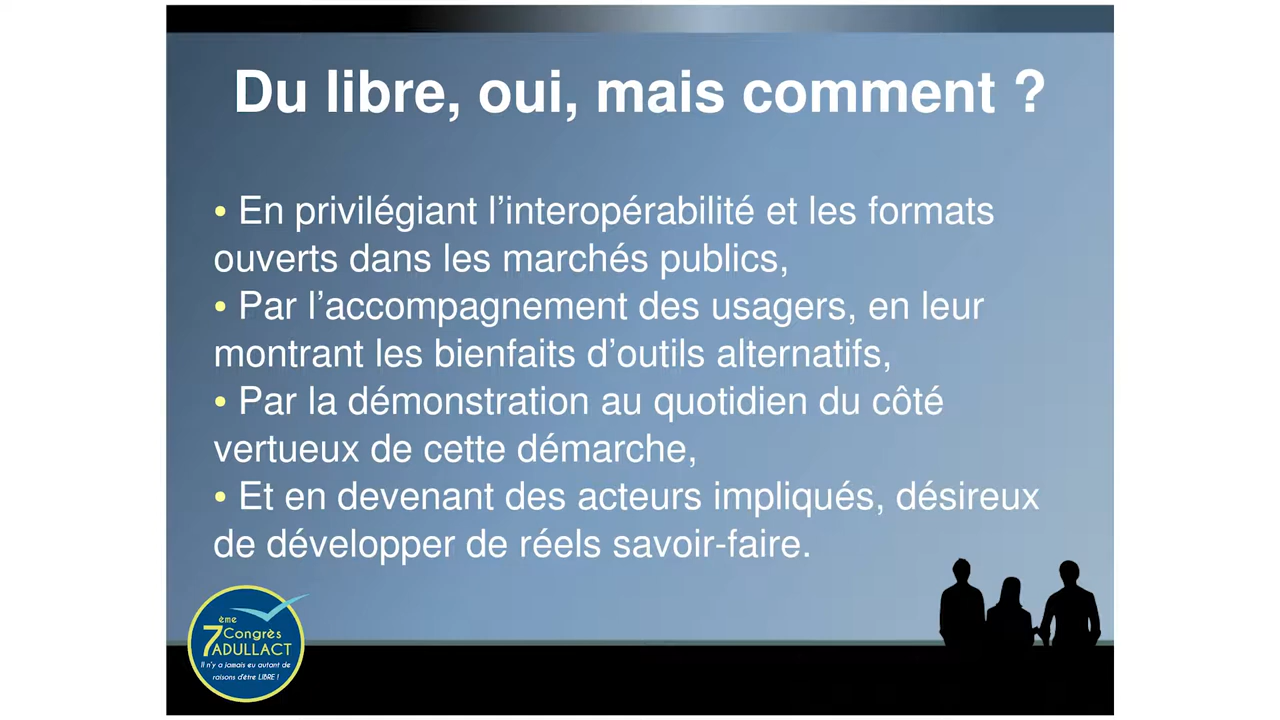 Du libre, oui, mais comment ?
• En privilégiant l’interopérabilité et les formats
ouverts dans les marchés publics,
• Par l’accompagnement des usagers, en leur
montrant les bienfaits d’outils alternatifs,
• Par la démonstration au quotidien du côté
vertueux de cette démarche,
• Et en devenant des acteurs impliqués, désireux
de développer de réels savoir-faire.
7ème Congrès
ADULLACT
Il n'y a jamais eu autant de
raisons d'être LIBRE !